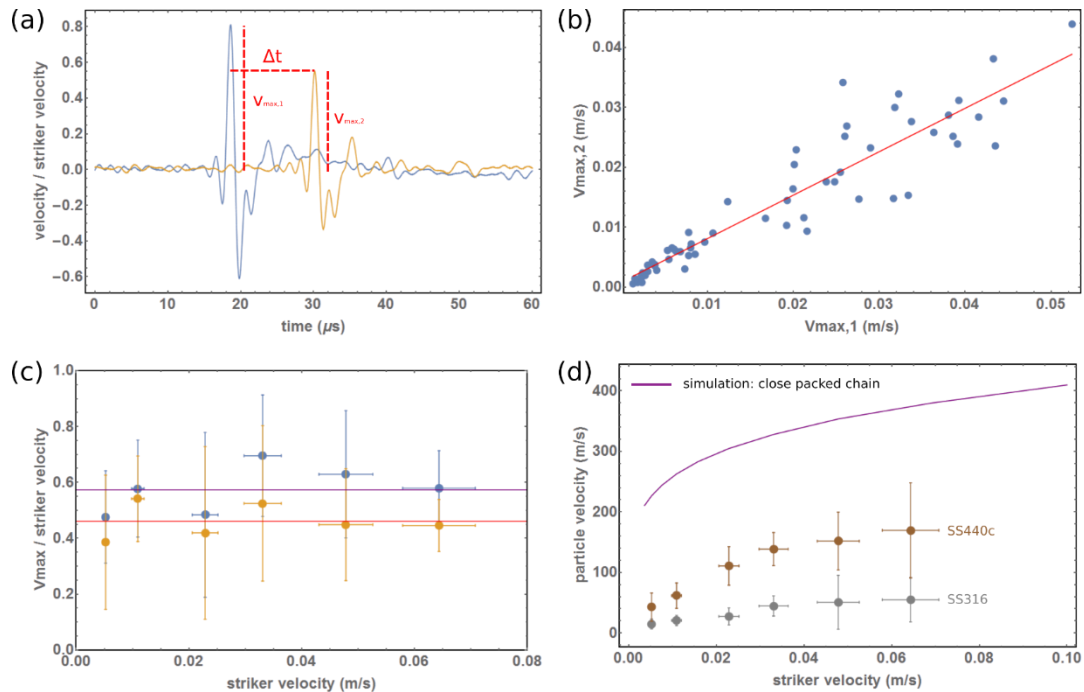 (a)
velocity / striker velocity
0.8
0.6
0.4
0.2
0.0
−0.2
−0.4
−0.6
0
10
20
30
40
50
60
time (µs)
Δt
Vmax,1
Vmax,2
(b)
Vmax,2 (m/s)
0.04
0.03
0.02
0.01
0.00
0.01
0.02
0.03
0.04
0.05
Vmax,1 (m/s)
(c)
Vmax / striker velocity
1.0
0.8
0.6
0.4
0.2
0.0
0.00
0.02
0.04
0.06
0.08
striker velocity (m/s)
(d)
particle velocity (m/s)
simulation: close packed chain
400
300
200
100
0
SS440c
SS316
0.00
0.02
0.04
0.06
0.08
0.10
striker velocity (m/s)